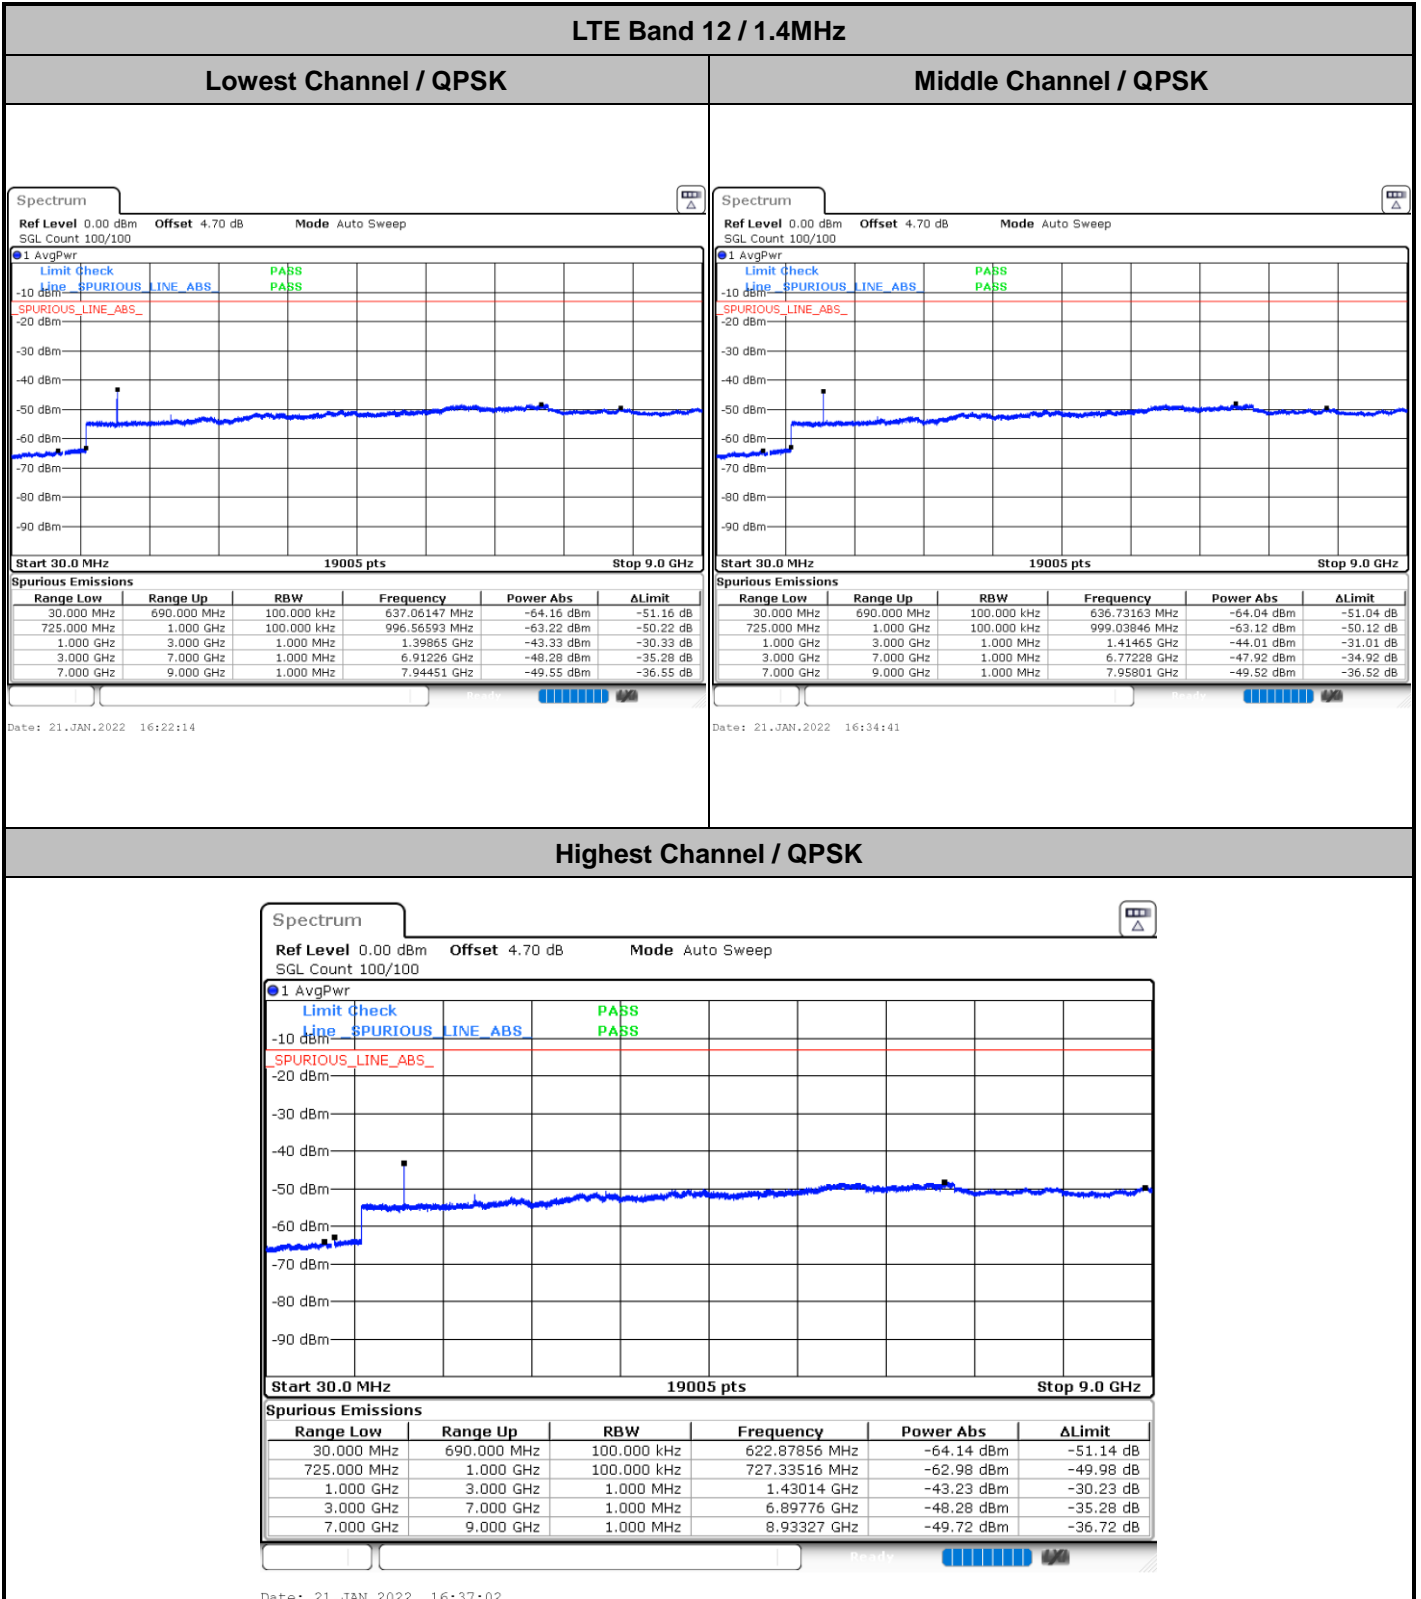 LTE Band 12 / 1.4MHz
Lowest Channel / QPSK
Spectrum
Ref Level 0.00 dBm Offset 4.70 dB Mode Auto Sweep
SGL Count 100/100
1 AvgPwr
Limit Check PASS
Line _SPURIOUS_LINE_ABS_ PASS
-10 dBm
_SPURIOUS_LINE_ABS_
-20 dBm
-30 dBm
-40 dBm
-50 dBm
-60 dBm
-70 dBm
-80 dBm
-90 dBm
Start 30.0 MHz 19005 pts Stop 9.0 GHz
Spurious Emissions
Range Low Range Up RBW Frequency Power Abs ΔLimit
30.000 MHz 690.000 MHz 100.000 kHz 637.06147 MHz -64.16 dBm -51.16 dB
725.000 MHz 1.000 GHz 100.000 kHz 996.56593 MHz -63.22 dBm -50.22 dB
1.000 GHz 3.000 GHz 1.000 MHz 1.39865 GHz -43.33 dBm -30.33 dB
3.000 GHz 7.000 GHz 1.000 MHz 6.91226 GHz -48.28 dBm -35.28 dB
7.000 GHz 9.000 GHz 1.000 MHz 7.94451 GHz -49.55 dBm -36.55 dB
Ready
Date: 21.JAN.2022 16:22:14
Middle Channel / QPSK
Spectrum
Ref Level 0.00 dBm Offset 4.70 dB Mode Auto Sweep
SGL Count 100/100
1 AvgPwr
Limit Check PASS
Line _SPURIOUS_LINE_ABS_ PASS
-10 dBm
_SPURIOUS_LINE_ABS_
-20 dBm
-30 dBm
-40 dBm
-50 dBm
-60 dBm
-70 dBm
-80 dBm
-90 dBm
Start 30.0 MHz 19005 pts Stop 9.0 GHz
Spurious Emissions
Range Low Range Up RBW Frequency Power Abs ΔLimit
30.000 MHz 690.000 MHz 100.000 kHz 636.73163 MHz -64.04 dBm -51.04 dB
725.000 MHz 1.000 GHz 100.000 kHz 999.03846 MHz -63.12 dBm -50.12 dB
1.000 GHz 3.000 GHz 1.000 MHz 1.41465 GHz -44.01 dBm -31.01 dB
3.000 GHz 7.000 GHz 1.000 MHz 6.77228 GHz -47.92 dBm -34.92 dB
7.000 GHz 9.000 GHz 1.000 MHz 7.95801 GHz -49.52 dBm -36.52 dB
Ready
Date: 21.JAN.2022 16:34:41
Highest Channel / QPSK
Spectrum
Ref Level 0.00 dBm Offset 4.70 dB Mode Auto Sweep
SGL Count 100/100
1 AvgPwr
Limit Check PASS
Line _SPURIOUS_LINE_ABS_ PASS
-10 dBm
_SPURIOUS_LINE_ABS_
-20 dBm
-30 dBm
-40 dBm
-50 dBm
-60 dBm
-70 dBm
-80 dBm
-90 dBm
Start 30.0 MHz 19005 pts Stop 9.0 GHz
Spurious Emissions
Range Low Range Up RBW Frequency Power Abs ΔLimit
30.000 MHz 690.000 MHz 100.000 kHz 622.87856 MHz -64.14 dBm -51.14 dB
725.000 MHz 1.000 GHz 100.000 kHz 727.33516 MHz -62.98 dBm -49.98 dB
1.000 GHz 3.000 GHz 1.000 MHz 1.43014 GHz -43.23 dBm -30.23 dB
3.000 GHz 7.000 GHz 1.000 MHz 6.89776 GHz -48.28 dBm -35.28 dB
7.000 GHz 9.000 GHz 1.000 MHz 8.93327 GHz -49.72 dBm -36.72 dB
Ready
Date: 21.JAN.2022 16:37:02